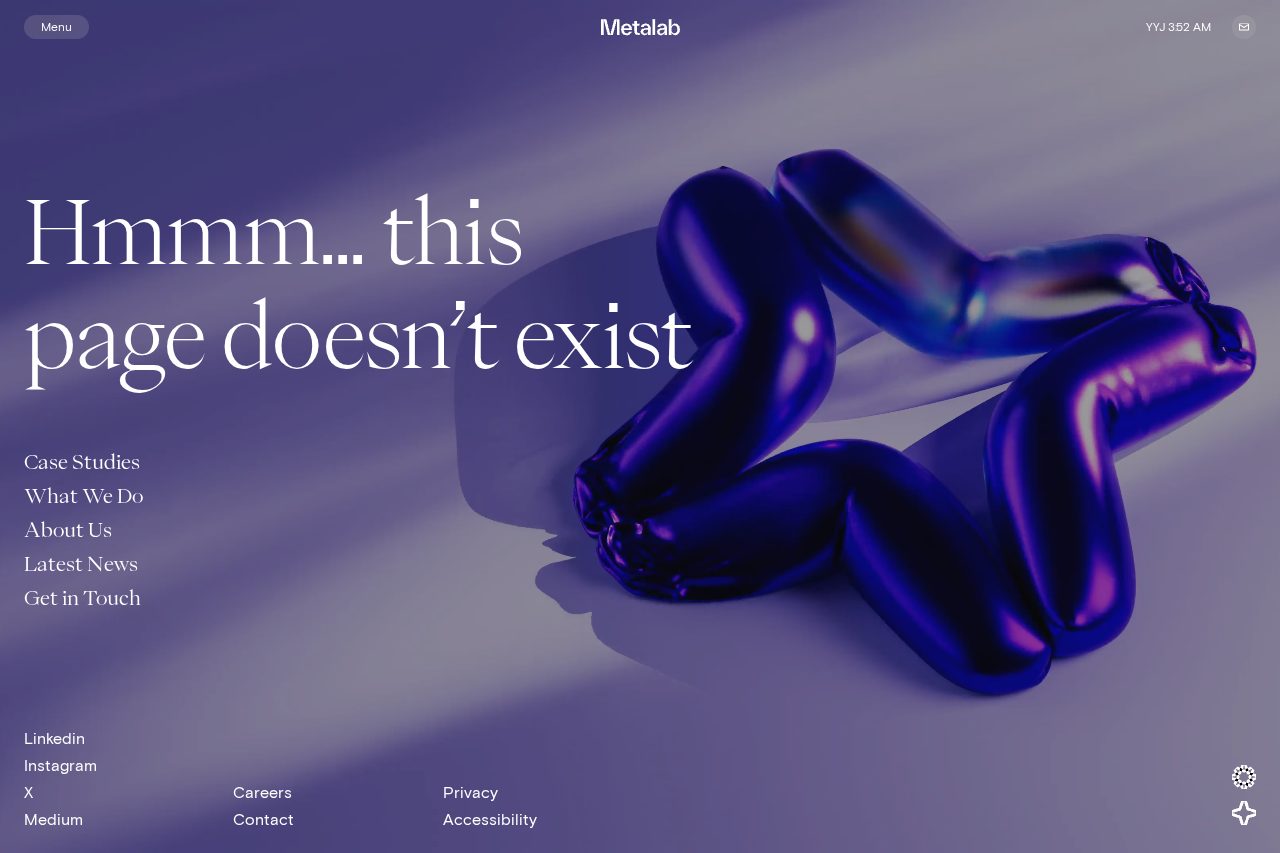 Menu
Metalab
YYJ 3:52 AM
Hmmm... this
page doesn’t exist
Case Studies
What We Do
About Us
Latest News
Get in Touch
Linkedin
Instagram
X
Medium
Careers
Contact
Privacy
Accessibility